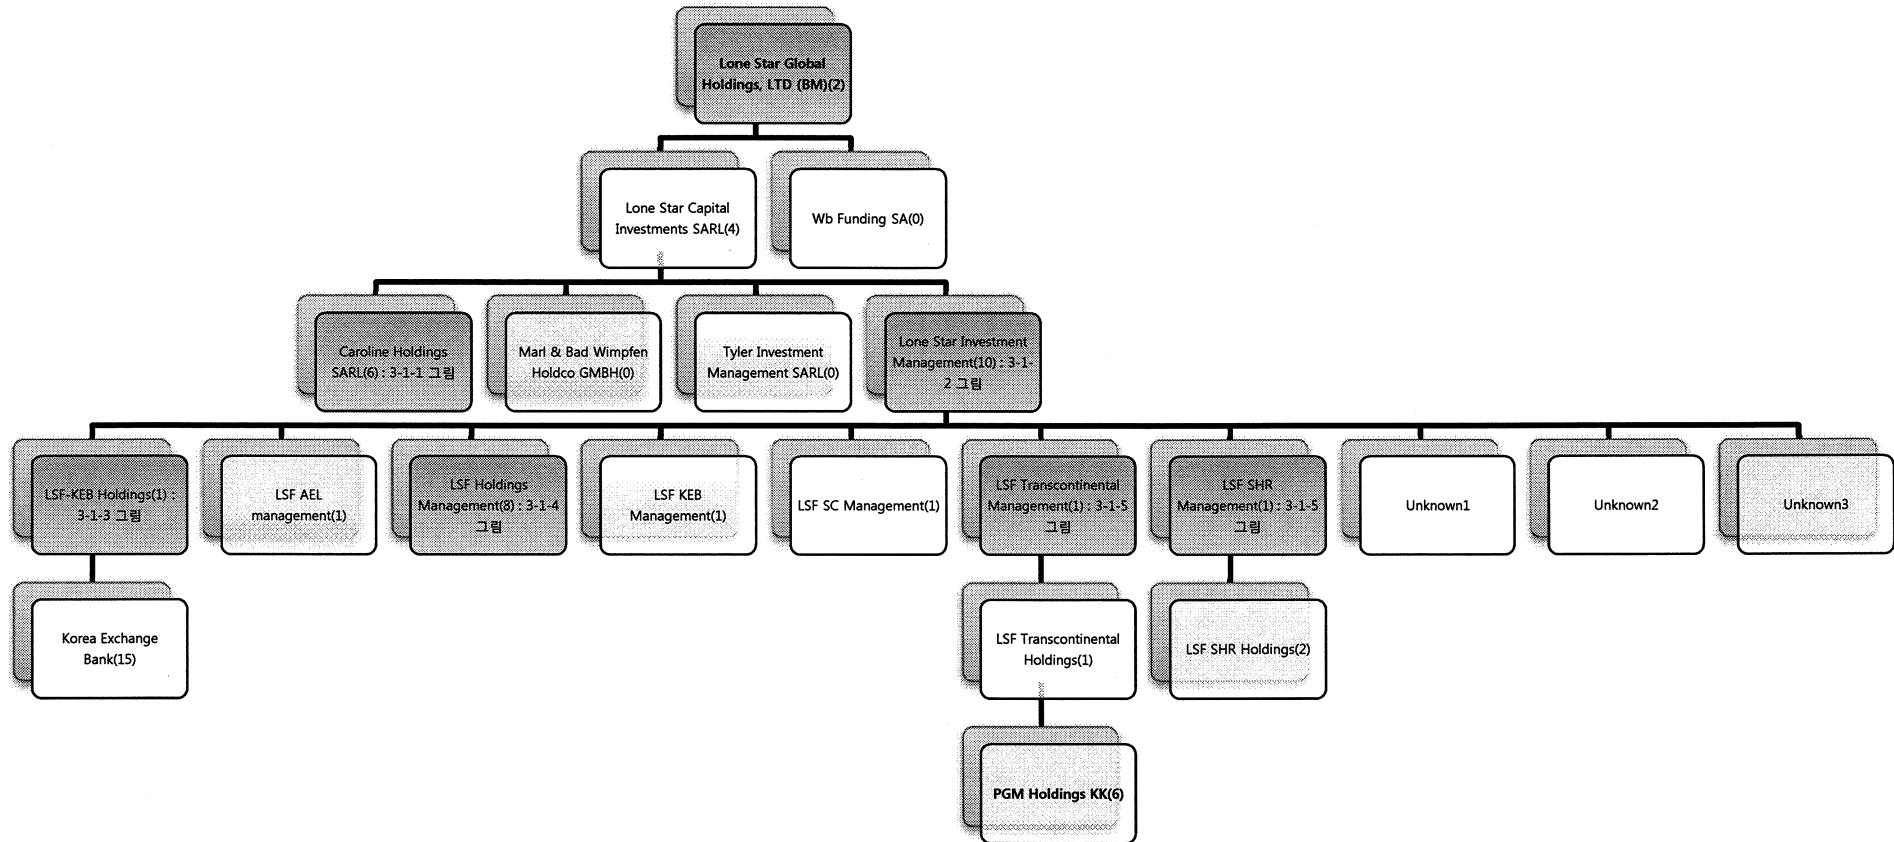 Lone Star Global
Holdings, LTD (BM)(2)
Lone Star Capital
Investments SARL(4)
Wb Funding SA(0)
Caroline Holdings
SARL(6) : 3-1-1 그림
Marl & Bad Wimpfen
Holdco GMBH(0)
Tyler Investment
Management SARL(0)
Lone Star Investment
Management(10) : 3-1-
2 그림
LSF-KEB Holdings(1) :
3-1-3 그림
LSF AEL
management(1)
LSF Holdings
Management(8) : 3-1-4
그림
LSF KEB
Management(1)
LSF SC Management(1)
LSF Transcontinental
Management(1) : 3-1-5
그림
LSF SHR
Management(1) : 3-1-5
그림
Unknown1
Unknown2
Unknown3
Korea Exchange
Bank(15)
LSF Transcontinental
Holdings(1)
LSF SHR Holdings(2)
PGM Holdings KK(6)